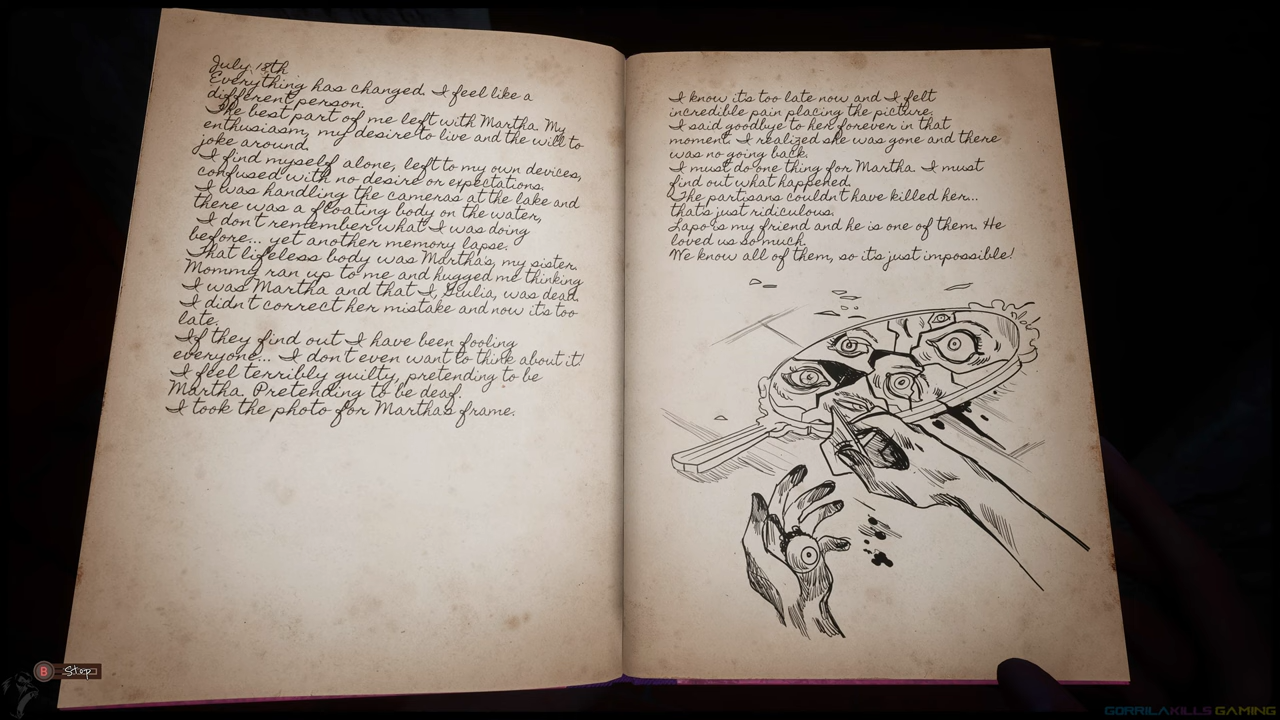 July 18th
Everything has changed. I feel like a
different person.
The best part of me left with Martha. My
enthusiasm, my desire to live and the will to
joke around.
I find myself alone, left to my own devices,
confused with no desire or expectations.
I was handling the cameras at the lake and
there was a floating body on the water,
I don't remember what I was doing
before... yet another memory lapse.
That lifeless body was Martha's, my sister.
Mommy ran up to me and hugged me thinking
I was Martha and that I, Giulia, was dead.
I didn't correct her mistake and now it's too
late.
If they find out I have been fooling
everyone... I don't even want to think about it!
I feel terribly guilty, pretending to be
Martha. Pretending to be deaf.
I took the photo for Martha's frame.
I know it's too late now and I felt
incredible pain placing the picture.
I said goodbye to her forever in that
moment. I realized she was gone and there
was no going back.
I must do one thing for Martha. I must
find out what happened.
The partisans couldn't have killed her...
that's just ridiculous.
Lapo is my friend and he is one of them. He
loved us so much.
We know all of them, so it's just impossible!
B Stop
GORRILAKILLS GAMING